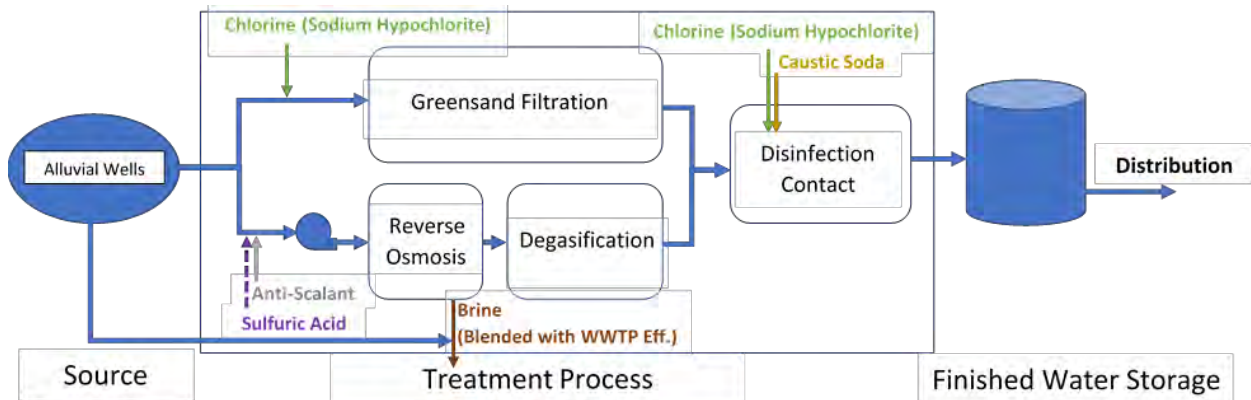 Chlorine (Sodium Hypochlorite)
Chlorine (Sodium Hypochlorite)
Caustic Soda
Greensand Filtration
Alluvial Wells
Disinfection
Contact
Distribution
Reverse
Osmosis
Degasification
Anti-Scalant
Sulfuric Acid
Brine
(Blended with WWTP Eff.)
Source
Treatment Process
Finished Water Storage